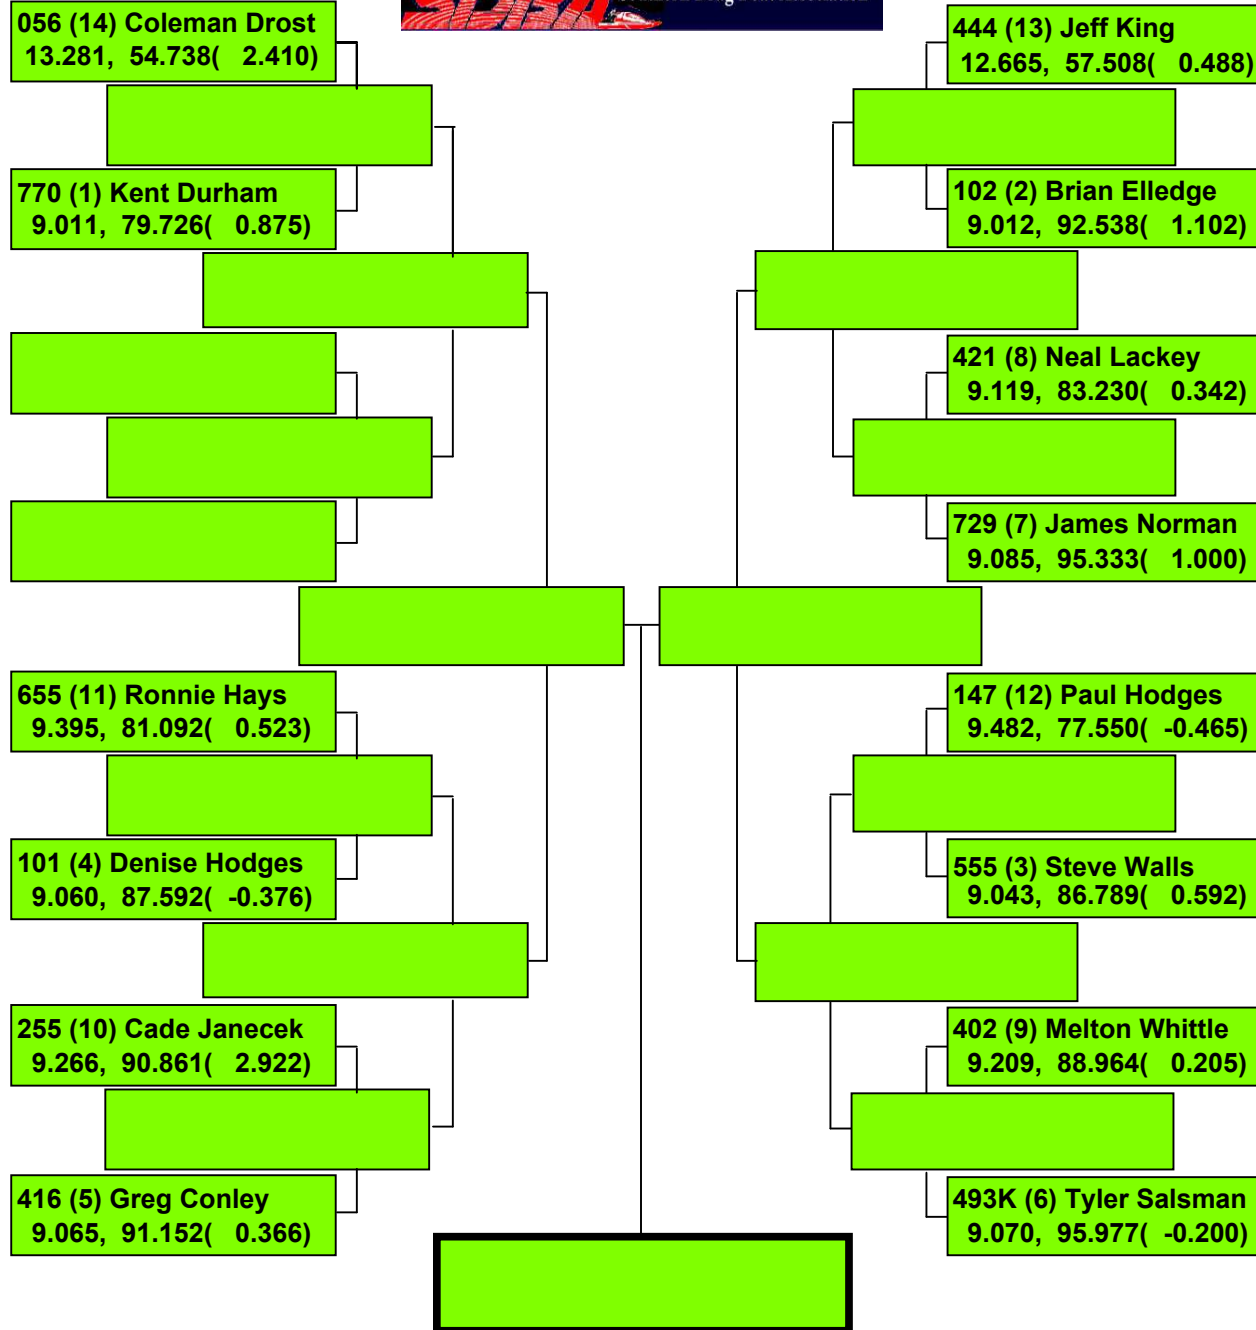 056 (14) Coleman Drost
13.281, 54.738( 2.410)
770 (1) Kent Durham
9.011, 79.726( 0.875)
655 (11) Ronnie Hays
9.395, 81.092( 0.523)
101 (4) Denise Hodges
9.060, 87.592( -0.376)
255 (10) Cade Janecek
9.266, 90.861( 2.922)
416 (5) Greg Conley
9.065, 91.152( 0.366)
444 (13) Jeff King
12.665, 57.508( 0.488)
102 (2) Brian Elledge
9.012, 92.538( 1.102)
421 (8) Neal Lackey
9.119, 83.230( 0.342)
729 (7) James Norman
9.085, 95.333( 1.000)
147 (12) Paul Hodges
9.482, 77.550( -0.465)
555 (3) Steve Walls
9.043, 86.789( 0.592)
402 (9) Melton Whittle
9.209, 88.964( 0.205)
493K (6) Tyler Salsman
9.070, 95.977( -0.200)